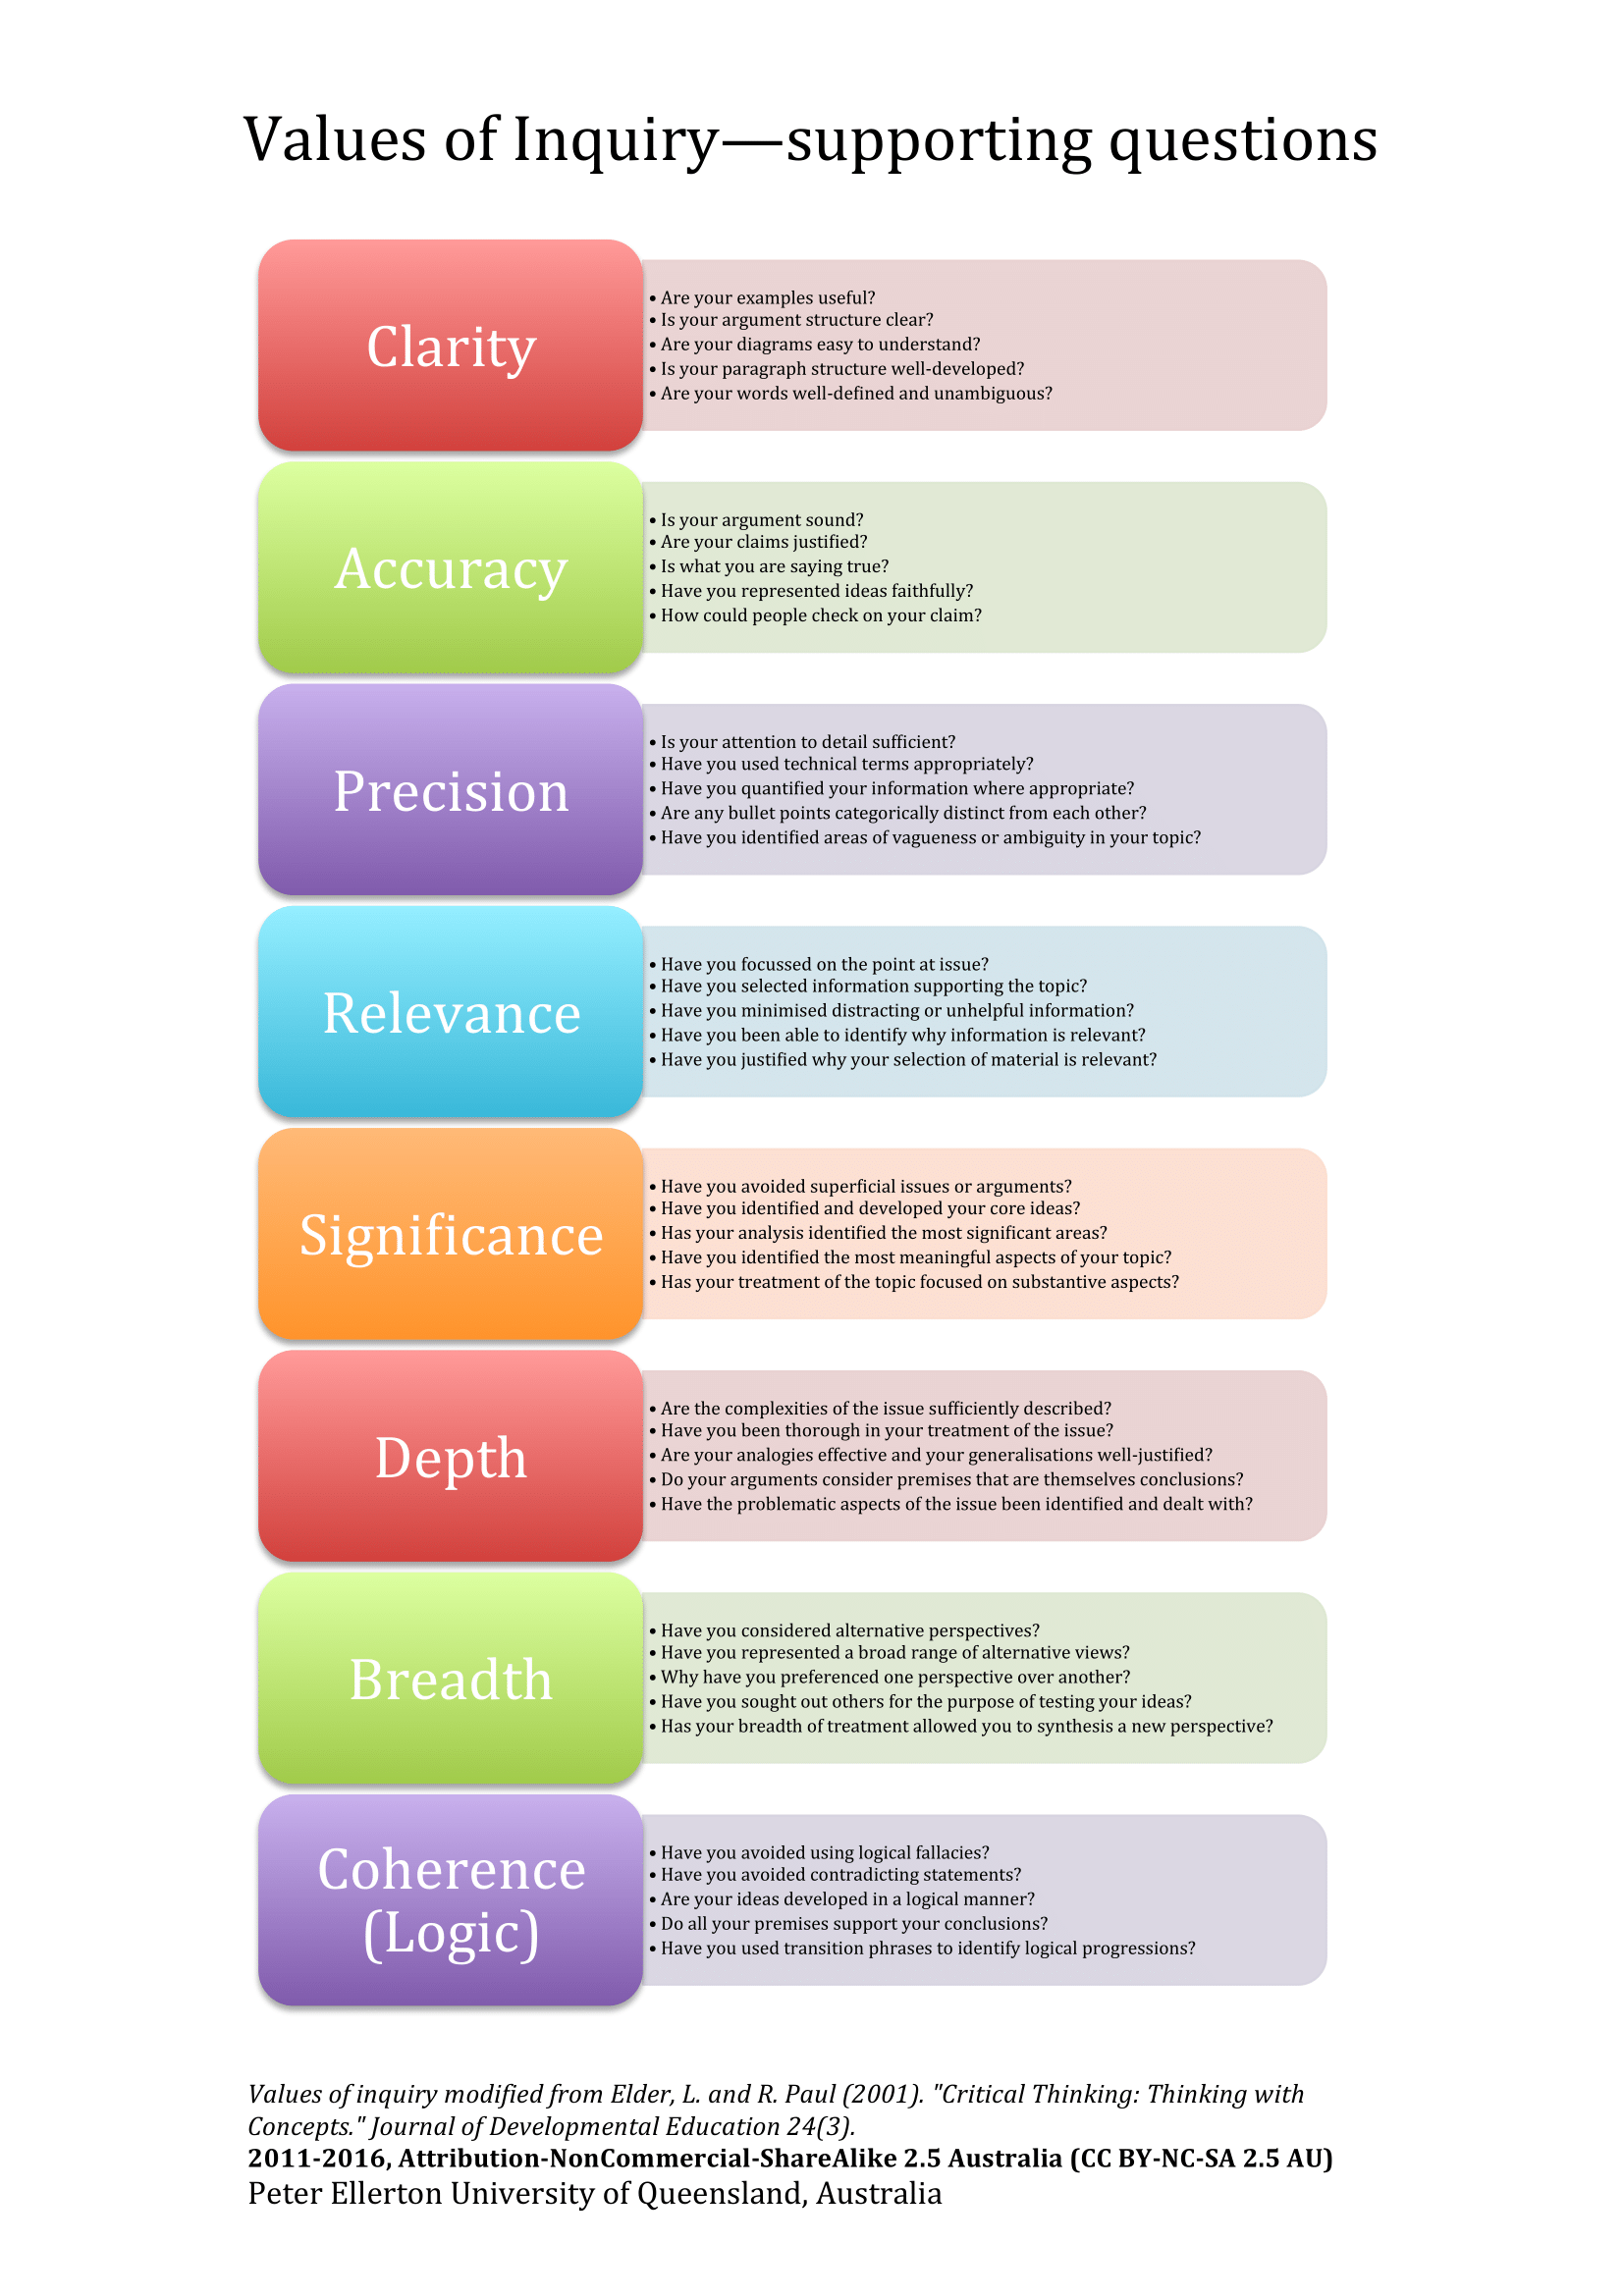 Values of Inquiry—supporting questions
Clarity
• Are your examples useful?
• Is your argument structure clear?
• Are your diagrams easy to understand?
• Is your paragraph structure well-developed?
• Are your words well-defined and unambiguous?
Accuracy
• Is your argument sound?
• Are your claims justified?
• Is what you are saying true?
• Have you represented ideas faithfully?
• How could people check on your claim?
Precision
• Is your attention to detail sufficient?
• Have you used technical terms appropriately?
• Have you quantified your information where appropriate?
• Are any bullet points categorically distinct from each other?
• Have you identified areas of vagueness or ambiguity in your topic?
Relevance
• Have you focussed on the point at issue?
• Have you selected information supporting the topic?
• Have you minimised distracting or unhelpful information?
• Have you been able to identify why information is relevant?
• Have you justified why your selection of material is relevant?
Significance
• Have you avoided superficial issues or arguments?
• Have you identified and developed your core ideas?
• Has your analysis identified the most significant areas?
• Have you identified the most meaningful aspects of your topic?
• Has your treatment of the topic focused on substantive aspects?
Depth
• Are the complexities of the issue sufficiently described?
• Have you been thorough in your treatment of the issue?
• Are your analogies effective and your generalisations well-justified?
• Do your arguments consider premises that are themselves conclusions?
• Have the problematic aspects of the issue been identified and dealt with?
Breadth
• Have you considered alternative perspectives?
• Have you represented a broad range of alternative views?
• Why have you preferenced one perspective over another?
• Have you sought out others for the purpose of testing your ideas?
• Has your breadth of treatment allowed you to synthesis a new perspective?
Coherence
(Logic)
• Have you avoided using logical fallacies?
• Have you avoided contradicting statements?
• Are your ideas developed in a logical manner?
• Do all your premises support your conclusions?
• Have you used transition phrases to identify logical progressions?
Values of inquiry modified from Elder, L. and R. Paul (2001). "Critical Thinking: Thinking with
Concepts." Journal of Developmental Education 24(3).
2011-2016, Attribution-NonCommercial-ShareAlike 2.5 Australia (CC BY-NC-SA 2.5 AU)
Peter Ellerton University of Queensland, Australia